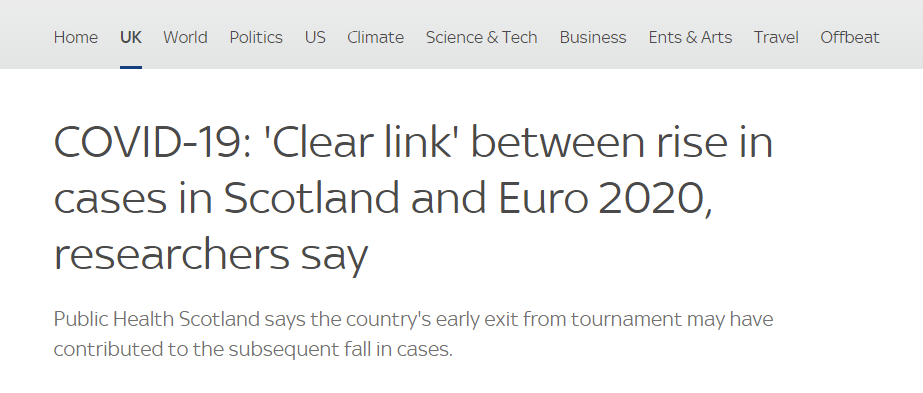 Home UK World Politics US Climate Science & Tech Business Ents & Arts Travel Offbeat
COVID-19: 'Clear link' between rise in
cases in Scotland and Euro 2020,
researchers say
Public Health Scotland says the country's early exit from tournament may have
contributed to the subsequent fall in cases.